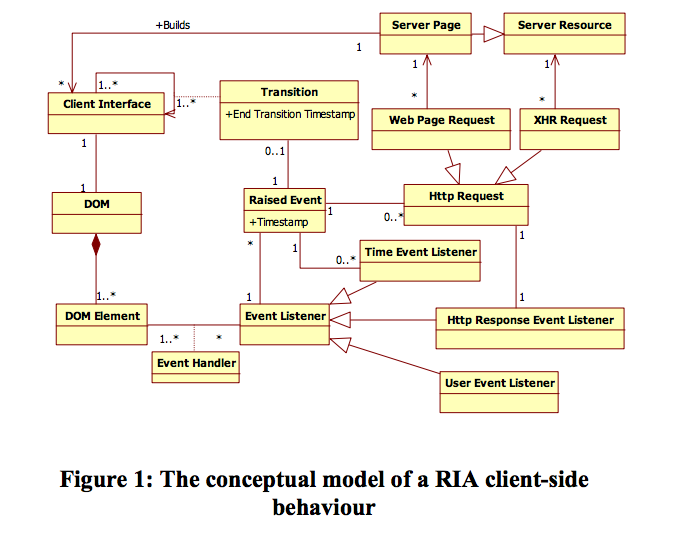 +Builds
Server Page
Server Resource
1
*
1..*
1..*
Client Interface
Transition
+End Transition Timestamp
1
1
*
*
Web Page Request
XHR Request
0..1
1
1
1
DOM
Raised Event
+Timestamp
1
0..*
Http Request
*
1
0..*
Time Event Listener
1
1..*
1
1
DOM Element
Event Listener
Http Response Event Listener
1..*
*
Event Handler
User Event Listener
Figure 1: The conceptual model of a RIA client-side
behaviour